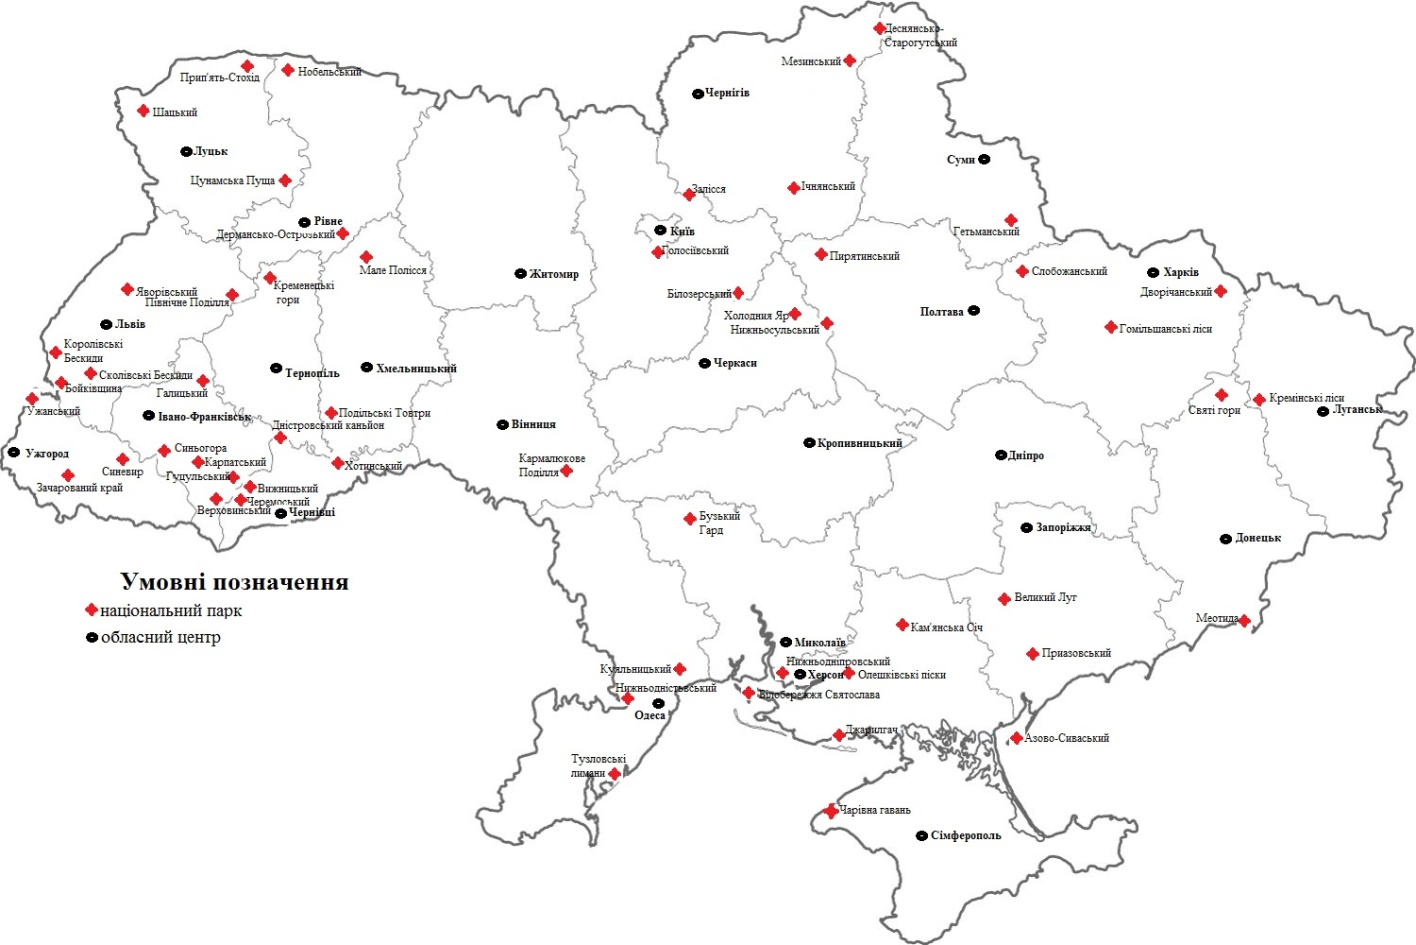 Деснянсько-
Старогутський
Мезинський
Прип'ять-Стохід
Нобельський
Чернігів
Шацький
Луцьк
Суми
Цунамська Пуща
Залісся
Ічнянський
Рівне
Дермансько-Острозький
Київ
Гетьманський
Голосіївський
Пирятинський
Мале Полісся
Житомир
Слобожанський
Харків
Кременецькі
гори
Яворівський
Північне Поділля
Білозерський
Дворічанський
Холодния Яр
Нижньосульський
Полтава
Львів
Гомільшанські ліси
Королівські
Бескиди
Черкаси
Сколівські Бескиди
Тернопіль
Хмельницький
Бойківщина
Галицький
Ужанський
Кремінські ліси
Святі гори
Луганськ
Івано-Франківськ
Подільські Товтри
Дністровський каньйон
Вінниця
Кропивницький
Ужгород
Синьогора
Карпатський
Синевир
Гуцульський
Хотинський
Кармалюкове
Поділля
Дніпро
Зачарований край
Вижницький
Черемоський
Верховинський
Чернівці
Бузький
Гард
Запоріжжя
Донецьк
Умовні позначення
національний парк
обласний центр
Великий Луг
Меотида
Кам'янська Січ
Миколаїв
Приазовський
Нижньодніпровський
Куяльницький
Херсон
Олешківські піски
Нижньодністьвський
Білобережжя Святослава
Одеса
Джарилгач
Азово-Сиваський
Тузловські
лимани
Чарівна гавань
Сімферополь